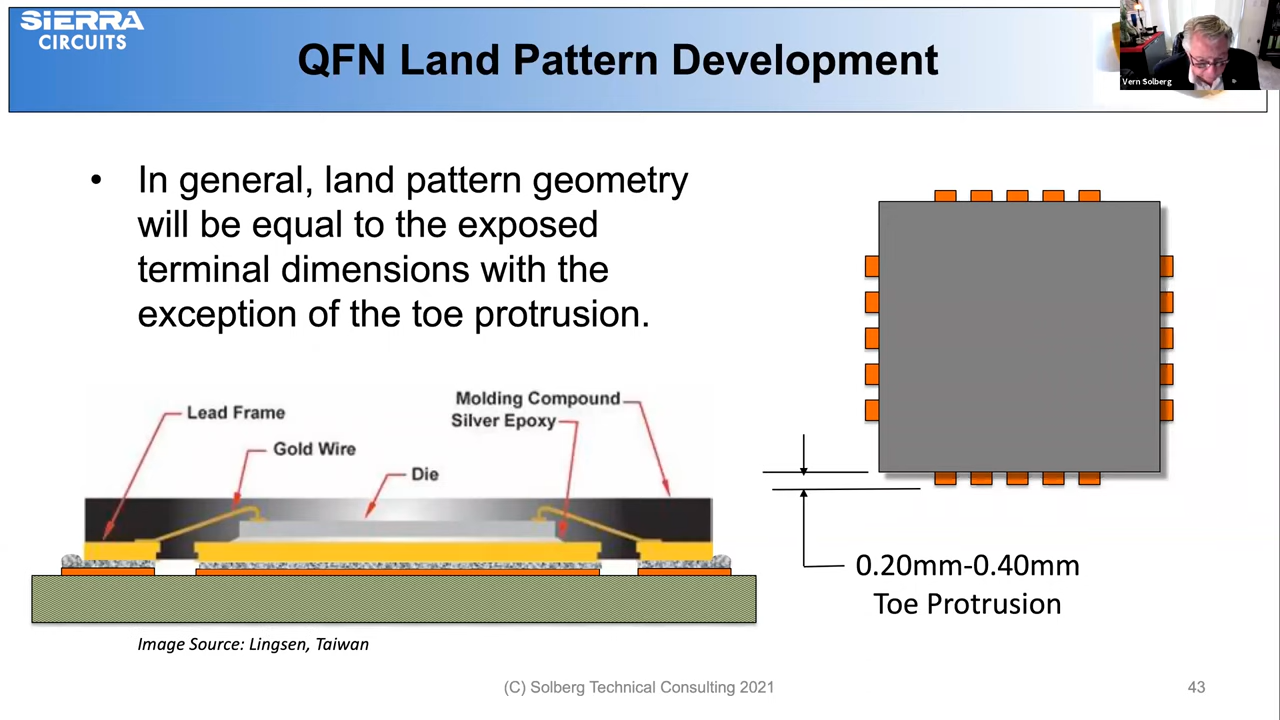 SIERRA
CIRCUITS
QFN Land Pattern Development
Vern Solberg
• In general, land pattern geometry
will be equal to the exposed
terminal dimensions with the
exception of the toe protrusion.
Lead Frame
Gold Wire
Die
Molding Compound
Silver Epoxy
0.20mm-0.40mm
Toe Protrusion
Image Source: Lingsen, Taiwan
(C) Solberg Technical Consulting 2021
43